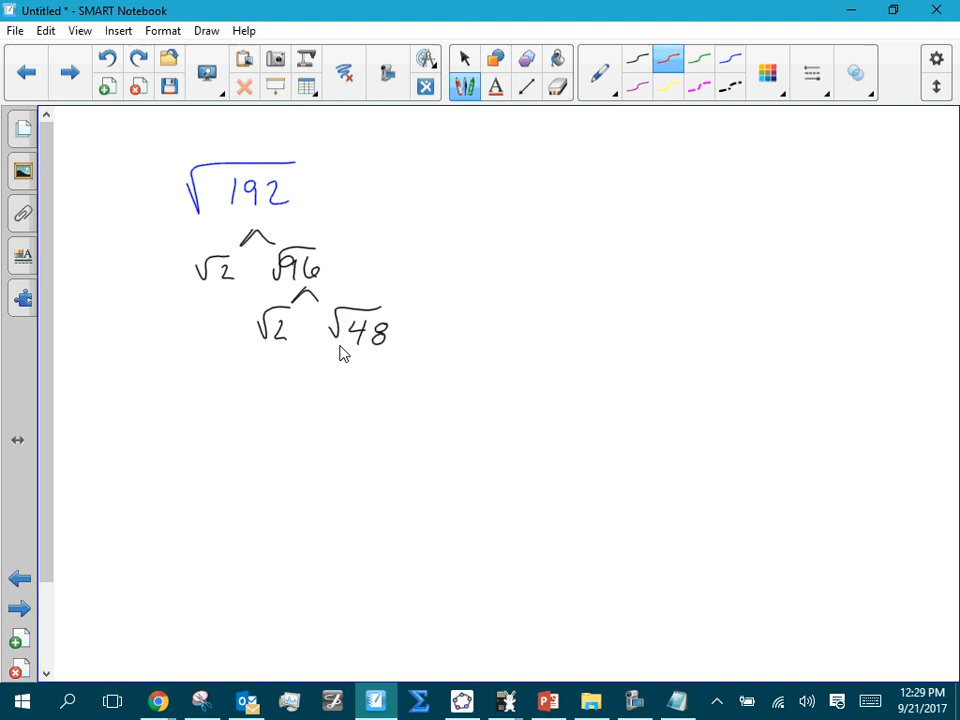 Untitled * - SMART Notebook
File Edit View Insert Format Draw Help
√192
√2 √96
√2 √48
12:29 PM
9/21/2017